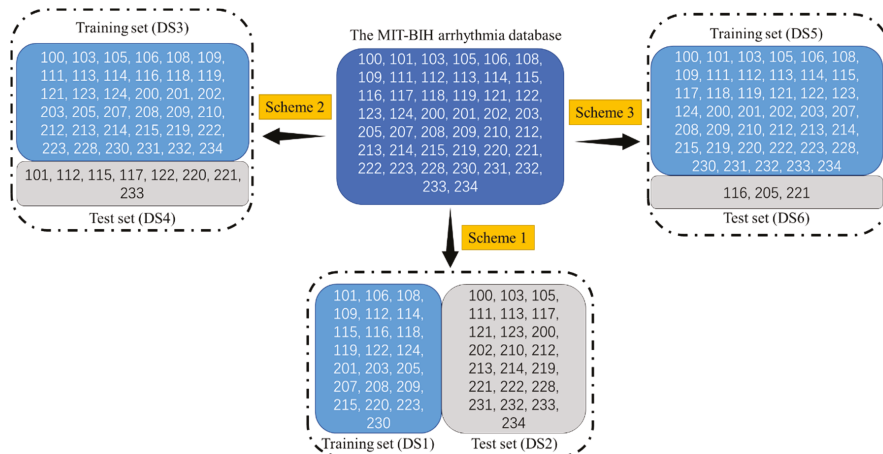 Training set (DS3)
100, 103, 105, 106, 108, 109,
111, 113, 114, 116, 118, 119,
121, 123, 124, 200, 201, 202,
203, 205, 207, 208, 209, 210,
212, 213, 214, 215, 219, 222,
223, 228, 230, 231, 232, 234
101, 112, 115, 117, 122, 220, 221,
233
Test set (DS4)
Scheme 2
The MIT-BIH arrhythmia database
100, 101, 103, 105, 106, 108,
109, 111, 112, 113, 114, 115,
116, 117, 118, 119, 121, 122,
123, 124, 200, 201, 202, 203,
205, 207, 208, 209, 210, 212,
213, 214, 215, 219, 220, 221,
222, 223, 228, 230, 231, 232,
233, 234
Scheme 3
Training set (DS5)
100, 101, 103, 105, 106, 108,
109, 111, 112, 113, 114, 115,
117, 118, 119, 121, 122, 123,
124, 200, 201, 202, 203, 207,
208, 209, 210, 212, 213, 214,
215, 219, 220, 222, 223, 228,
230, 231, 232, 233, 234
116, 205, 221
Test set (DS6)
Scheme 1
101, 106, 108,
109, 112, 114,
115, 116, 118,
119, 122, 124,
201, 203, 205,
207, 208, 209,
215, 220, 223,
230
Training set (DS1)
100, 103, 105,
111, 113, 117,
121, 123, 200,
202, 210, 212,
213, 214, 219,
221, 222, 228,
231, 232, 233,
234
Test set (DS2)